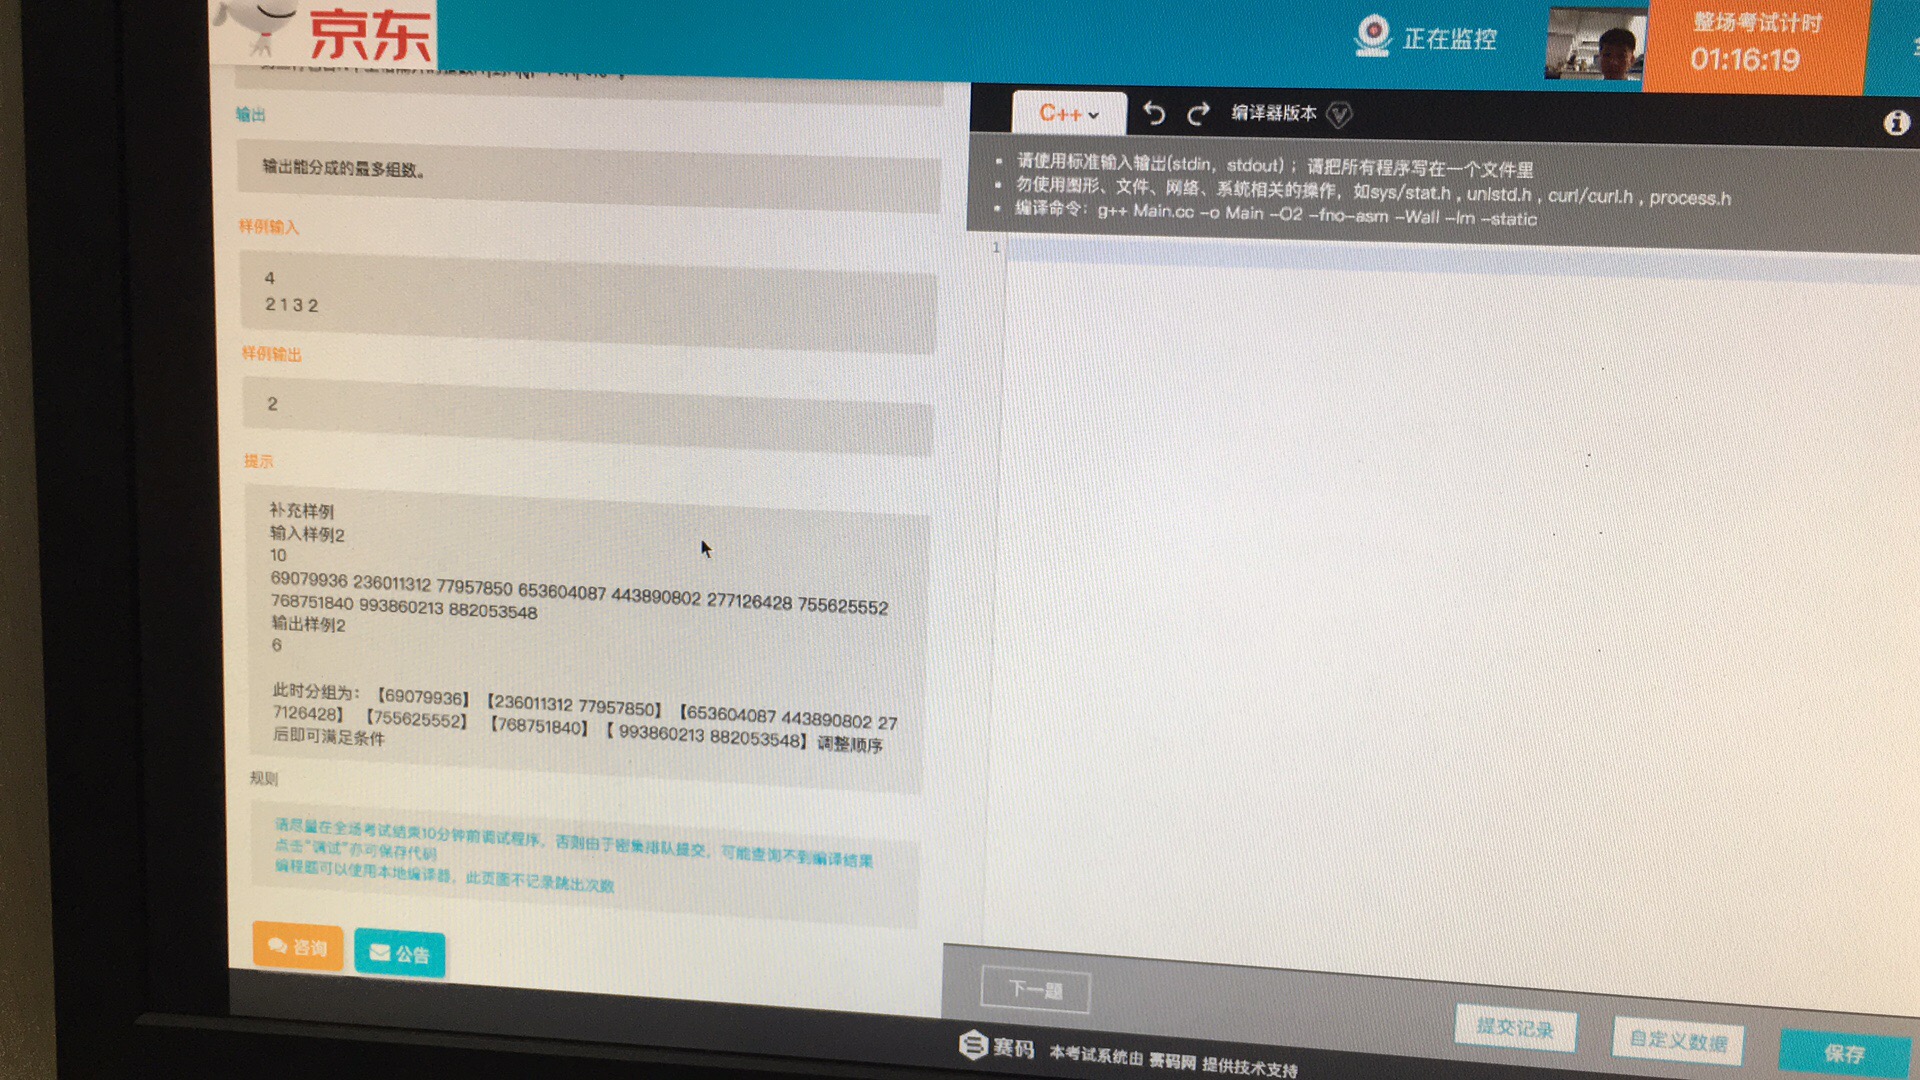 京东
正在监控
整场考试计时
01:16:19
输出
输出能分成的最多组数。
样例输入
4
2 1 3 2
样例输出
2
提示
补充样例
输入样例2
10
69079936 236011312 77957850 653604087 443890802 277126428 755625552
768751840 993860213 882053548
输出样例2
6
此时分组为：【69079936】【236011312 77957850】【653604087 443890802 27
7126428】【755625552】【768751840】【 993860213 882053548】调整顺序
后即可满足条件
规则
请尽量在全场考试结束10分钟前调试程序，否则由于密集排队提交，可能查询不到编译结果
点击“调试”亦可保存代码
编程题可以使用本地编译器，此页面不记录跳出次数
咨询
公告
C++
编译器版本
请使用标准输入输出(stdin，stdout)；请把所有程序写在一个文件里
勿使用图形、文件、网络、系统相关的操作，如sys/stat.h , unistd.h , curl/curl.h , process.h
编译命令：g++ Main.cc -o Main -O2 -fno-asm -Wall -lm -static
1
下一题
提交记录
自定义数据
保存
赛码 本考试系统由 赛码网 提供技术支持